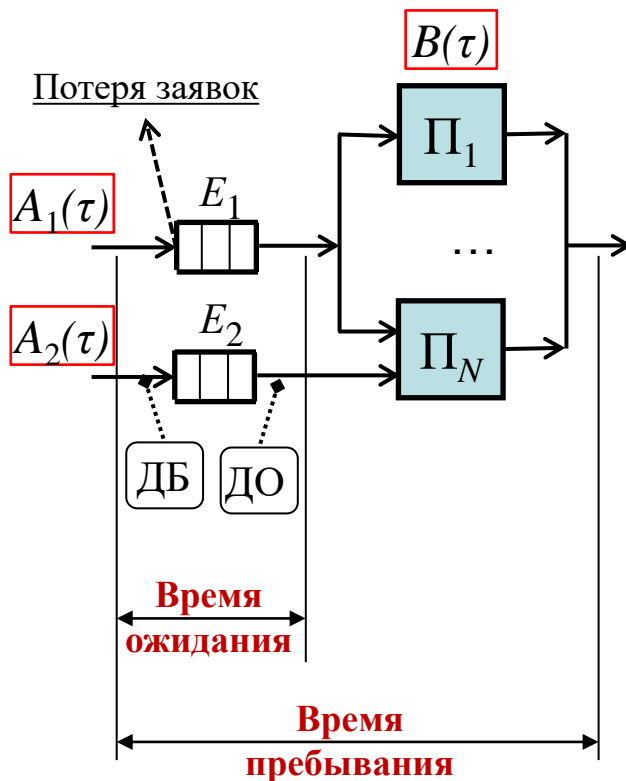 B(τ)
Потеря заявок
П1
A1(τ)
E1
...
A2(τ)
E2
ПN
ДБ
ДО
Время
ожидания
Время
пребывания